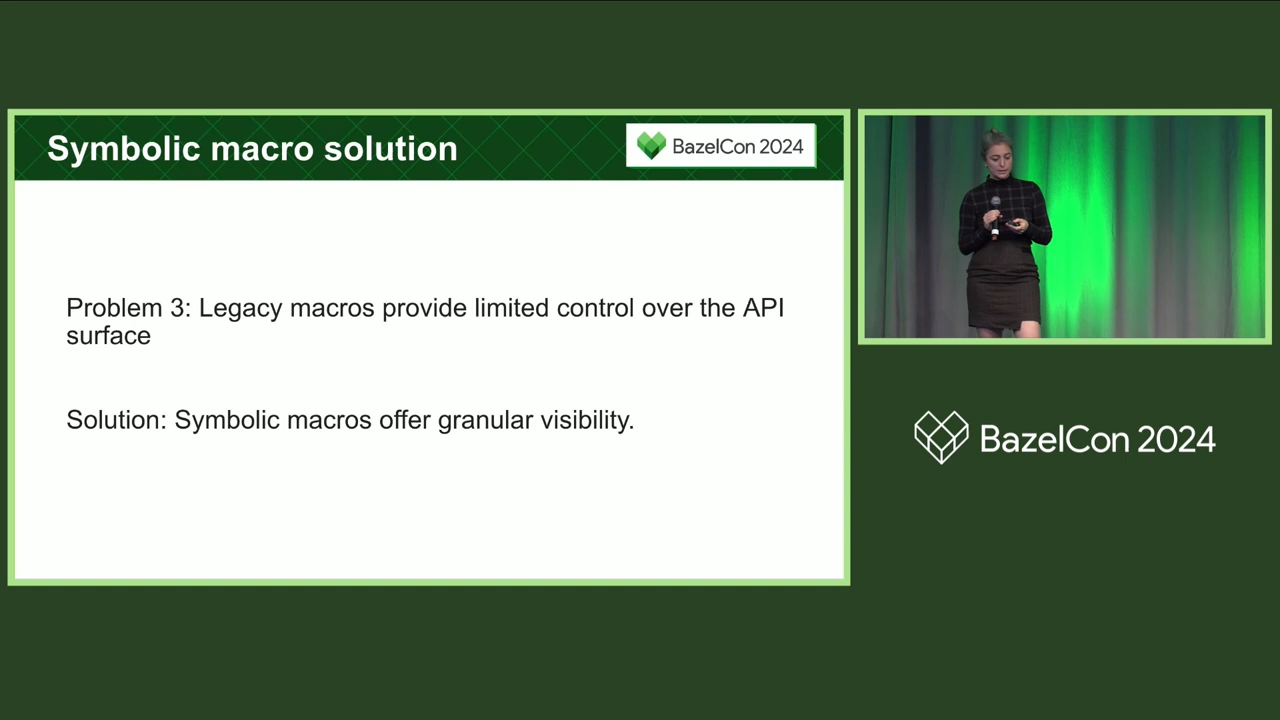 Symbolic macro solution
BazelCon 2024
Problem 3: Legacy macros provide limited control over the API
surface
Solution: Symbolic macros offer granular visibility.
BazelCon 2024